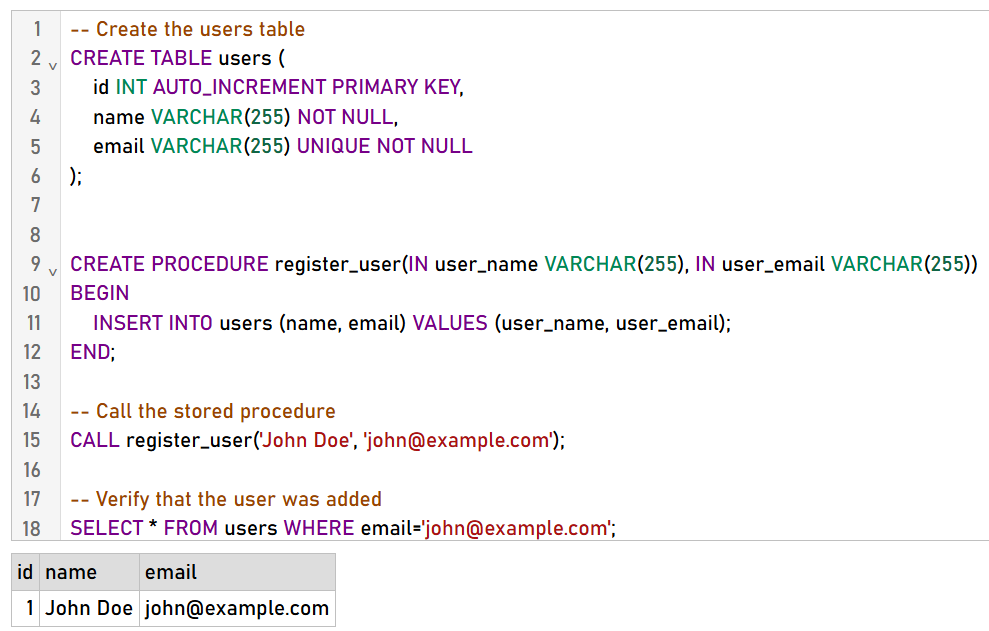 1 -- Create the users table
2 CREATE TABLE users (
3 id INT AUTO_INCREMENT PRIMARY KEY,
4 name VARCHAR(255) NOT NULL,
5 email VARCHAR(255) UNIQUE NOT NULL
6 );
7
8
9 CREATE PROCEDURE register_user(IN user_name VARCHAR(255), IN user_email VARCHAR(255))
10 BEGIN
11 INSERT INTO users (name, email) VALUES (user_name, user_email);
12 END;
13
14 -- Call the stored procedure
15 CALL register_user('John Doe', 'john@example.com');
16
17 -- Verify that the user was added
18 SELECT * FROM users WHERE email='john@example.com';
id name email
1 John Doe john@example.com